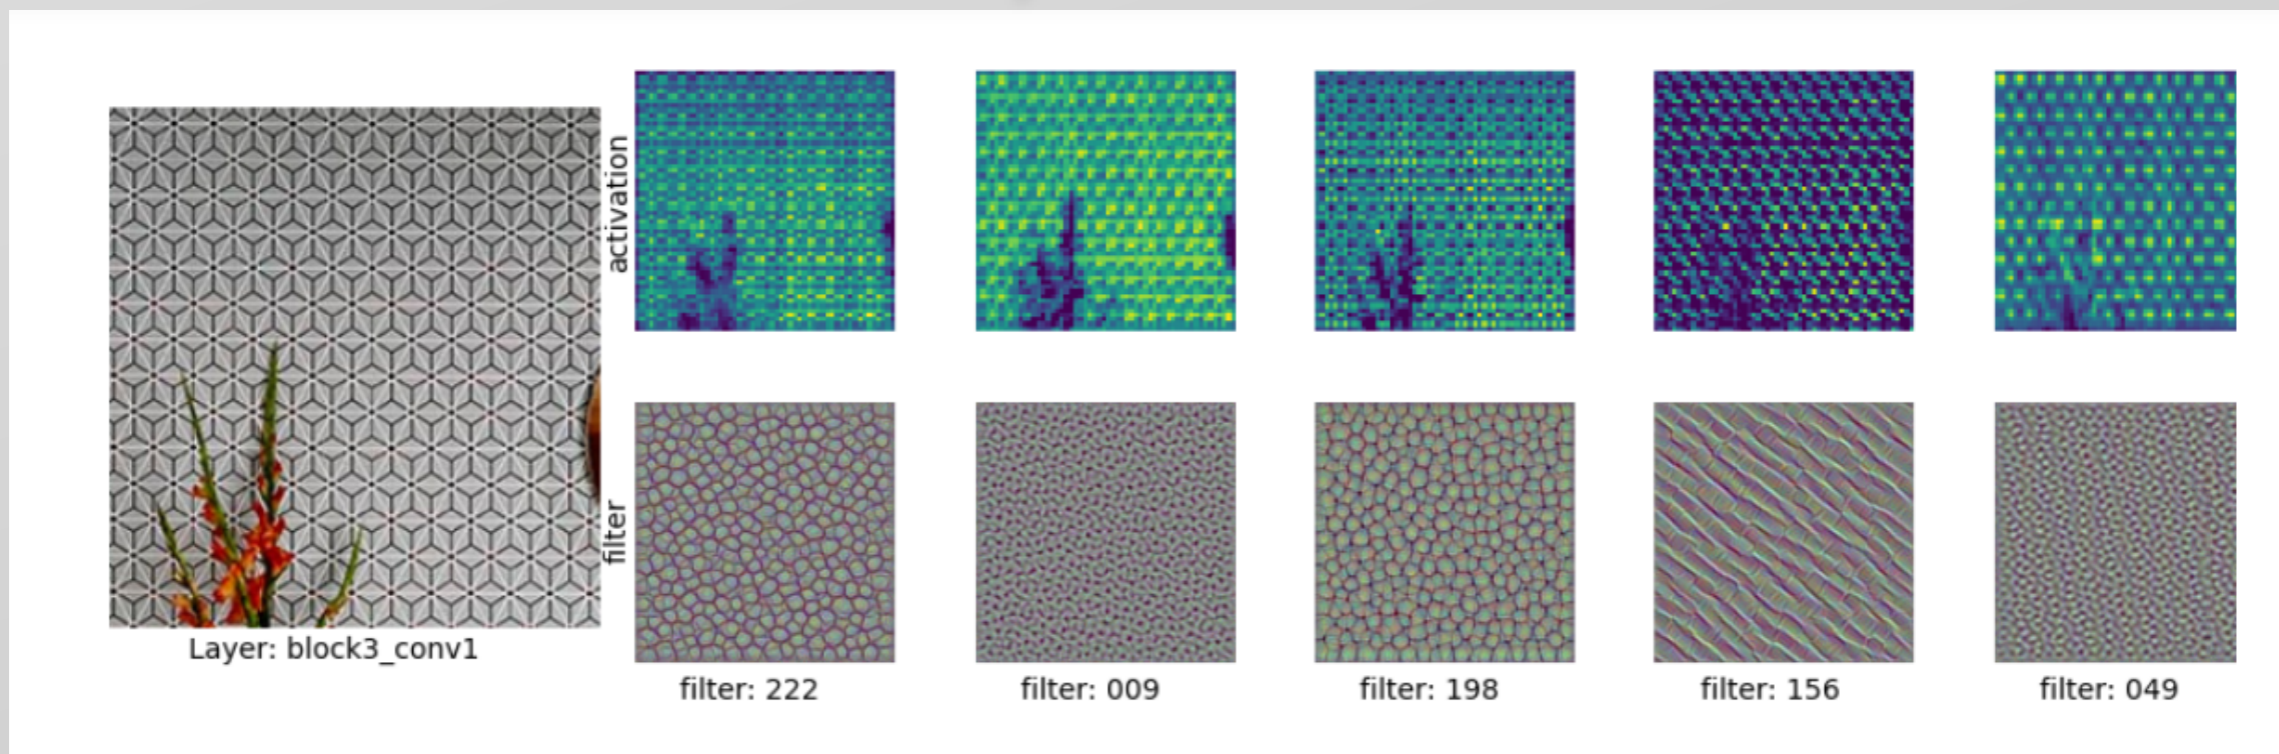 activation
filter
Layer: block3_conv1
filter: 222
filter: 009
filter: 198
filter: 156
filter: 049